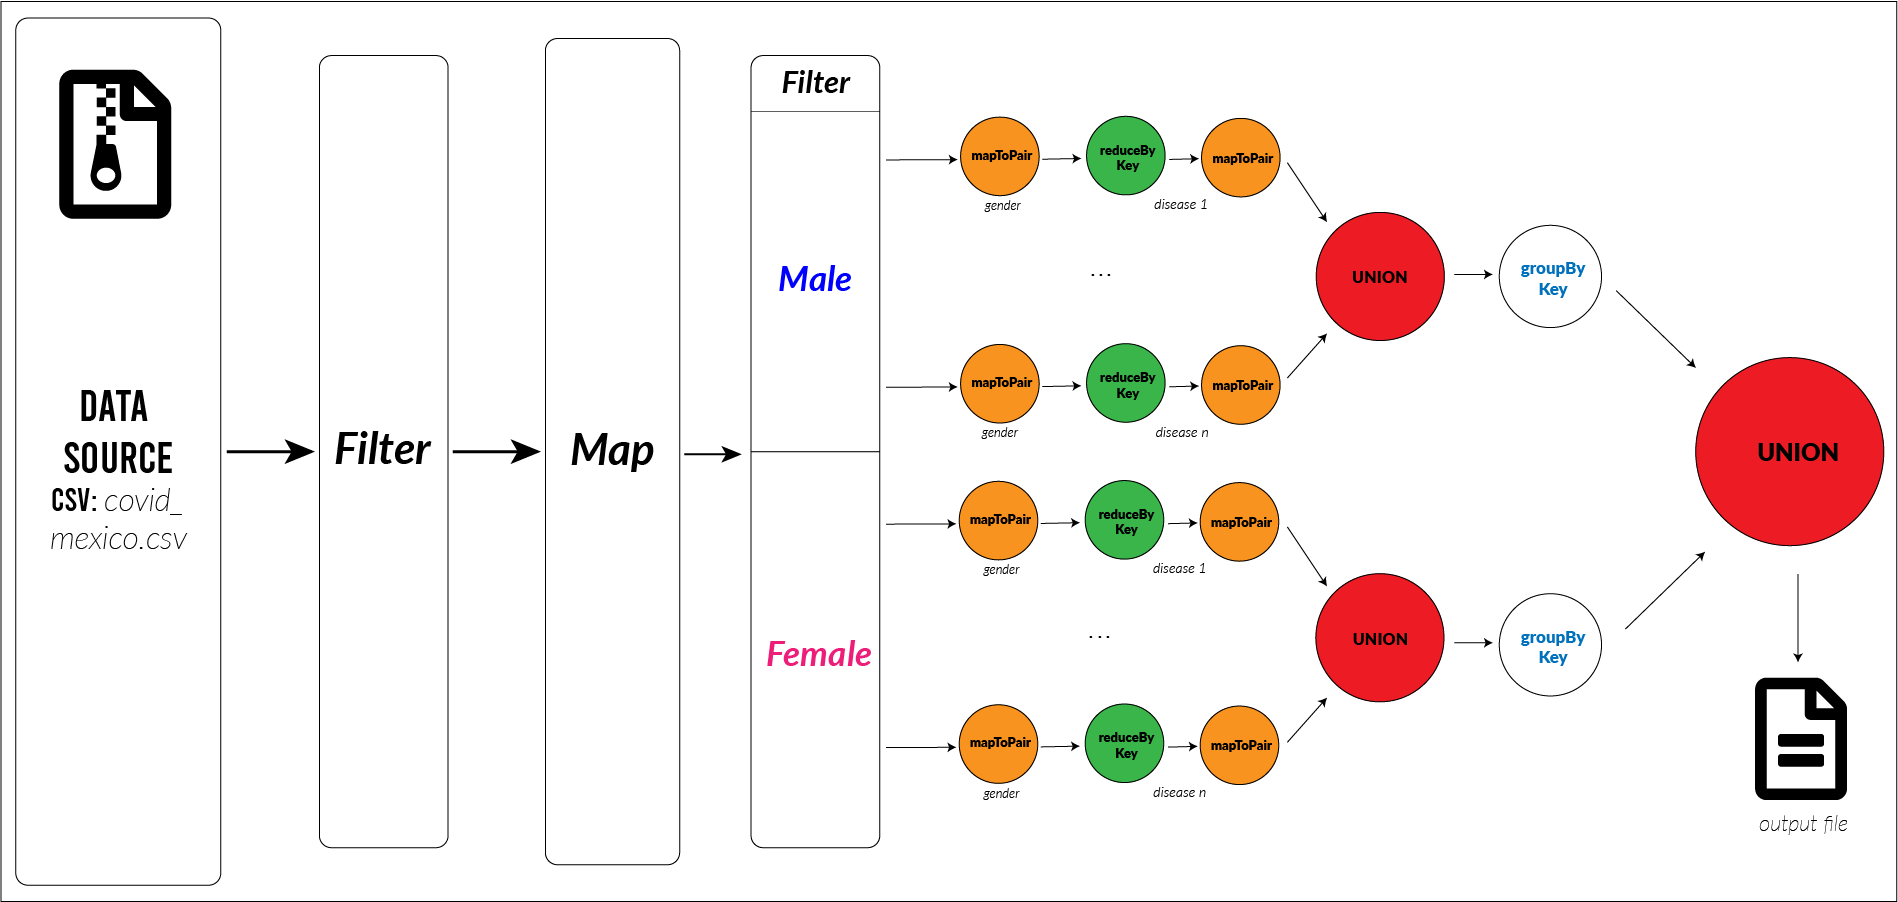 DATA
SOURCE
CSV: covid_
mexico.csv
Filter
Map
Filter
Male
Female
mapToPair
gender
reduceBy
Key
disease 1
mapToPair
...
mapToPair
gender
reduceBy
Key
disease n
mapToPair
UNION
groupBy
Key
mapToPair
gender
reduceBy
Key
disease 1
mapToPair
...
mapToPair
gender
reduceBy
Key
disease n
mapToPair
UNION
groupBy
Key
UNION
output file